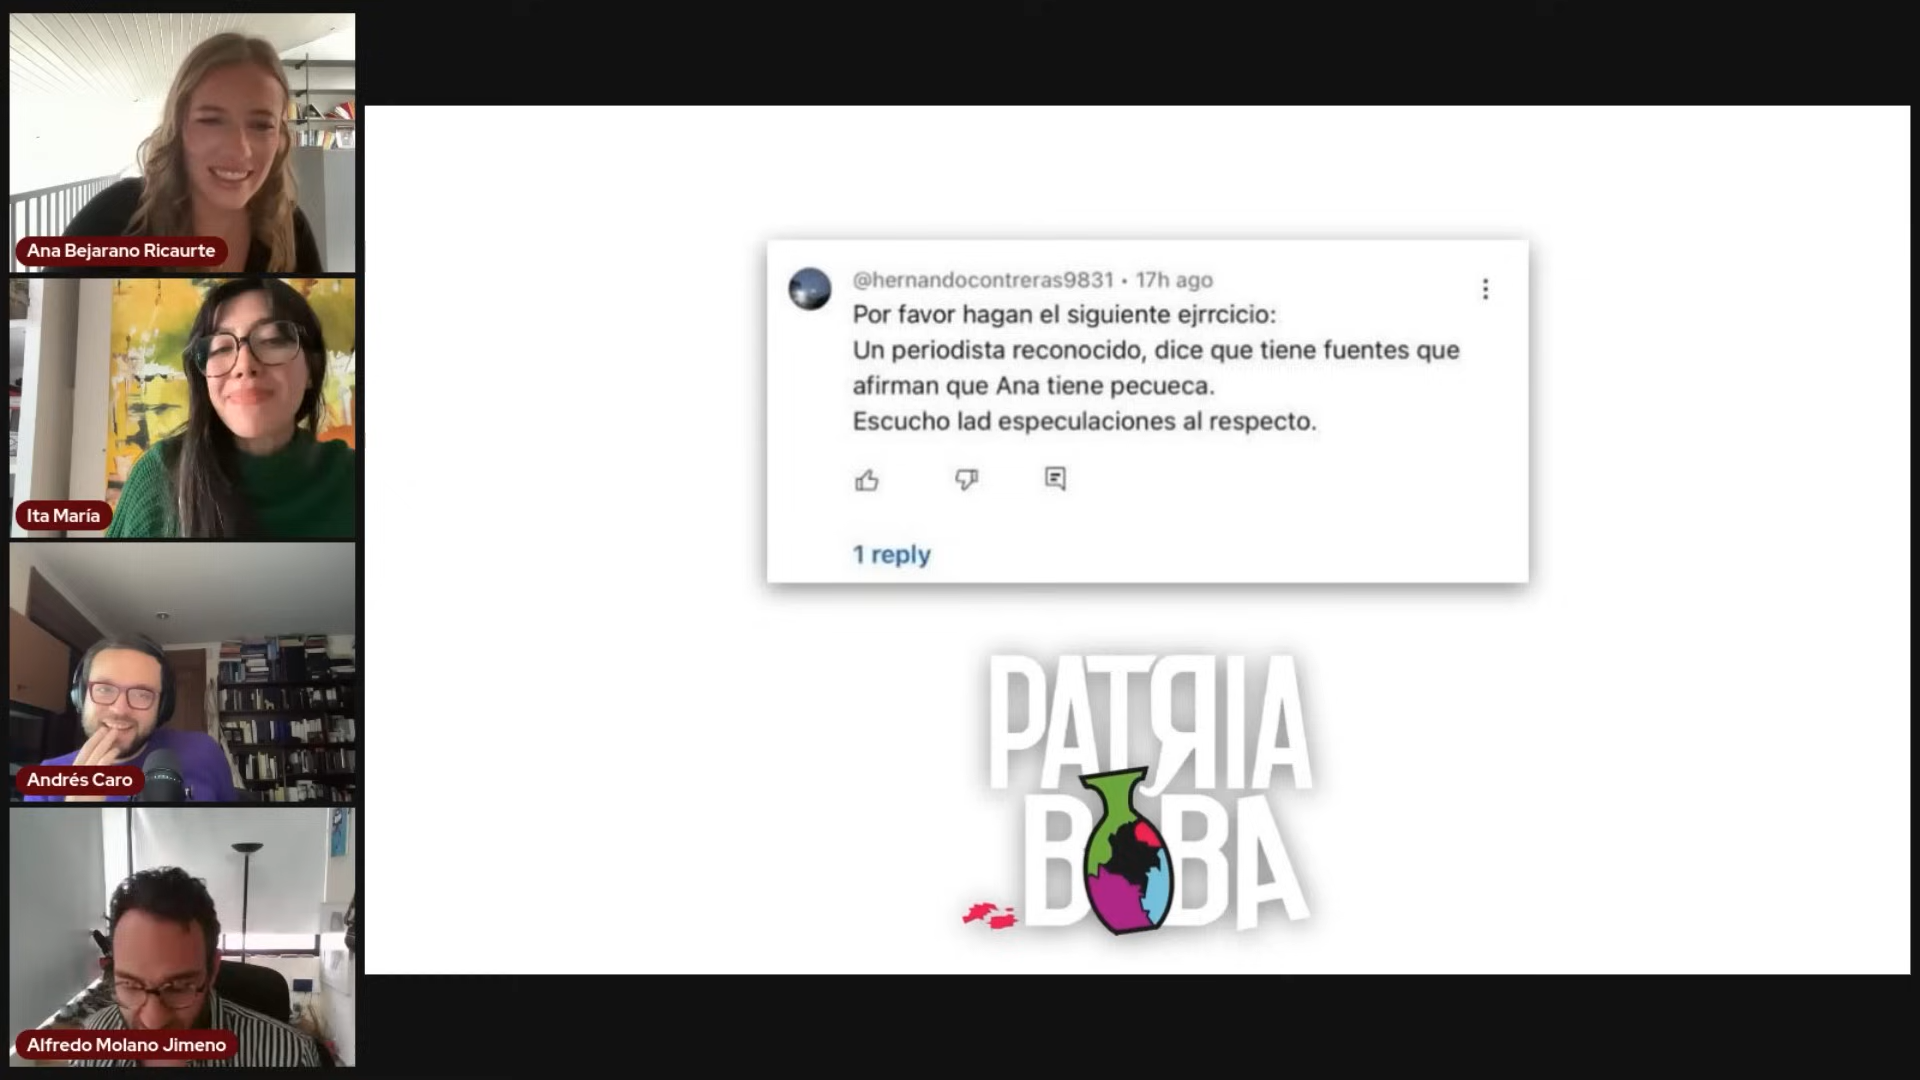 Ana Bejarano Ricaurte
Ita María
Andrés Caro
Alfredo Molano Jimeno
@hernandocontreras9831 • 17h ago
Por favor hagan el siguiente ejrrcicio:
Un periodista reconocido, dice que tiene fuentes que
afirman que Ana tiene pecueca.
Escucho lad especulaciones al respecto.
1 reply
PATRIA
BOBA